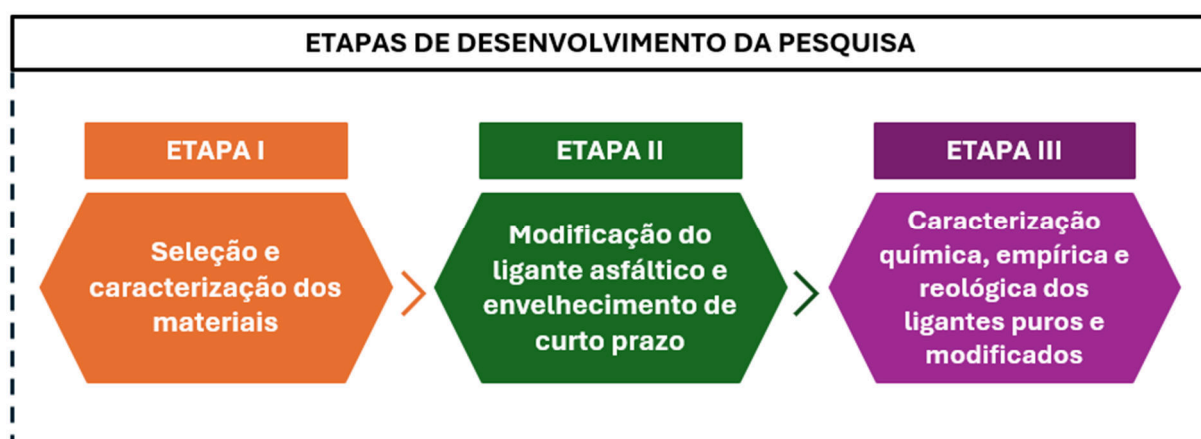 ETAPAS DE DESENVOLVIMENTO DA PESQUISA
ETAPA I
Seleção e
caracterização dos
materiais
ETAPA II
Modificação do
ligante asfáltico e
envelhecimento de
curto prazo
ETAPA III
Caracterização
química, empírica e
reológica dos
ligantes puros e
modificados